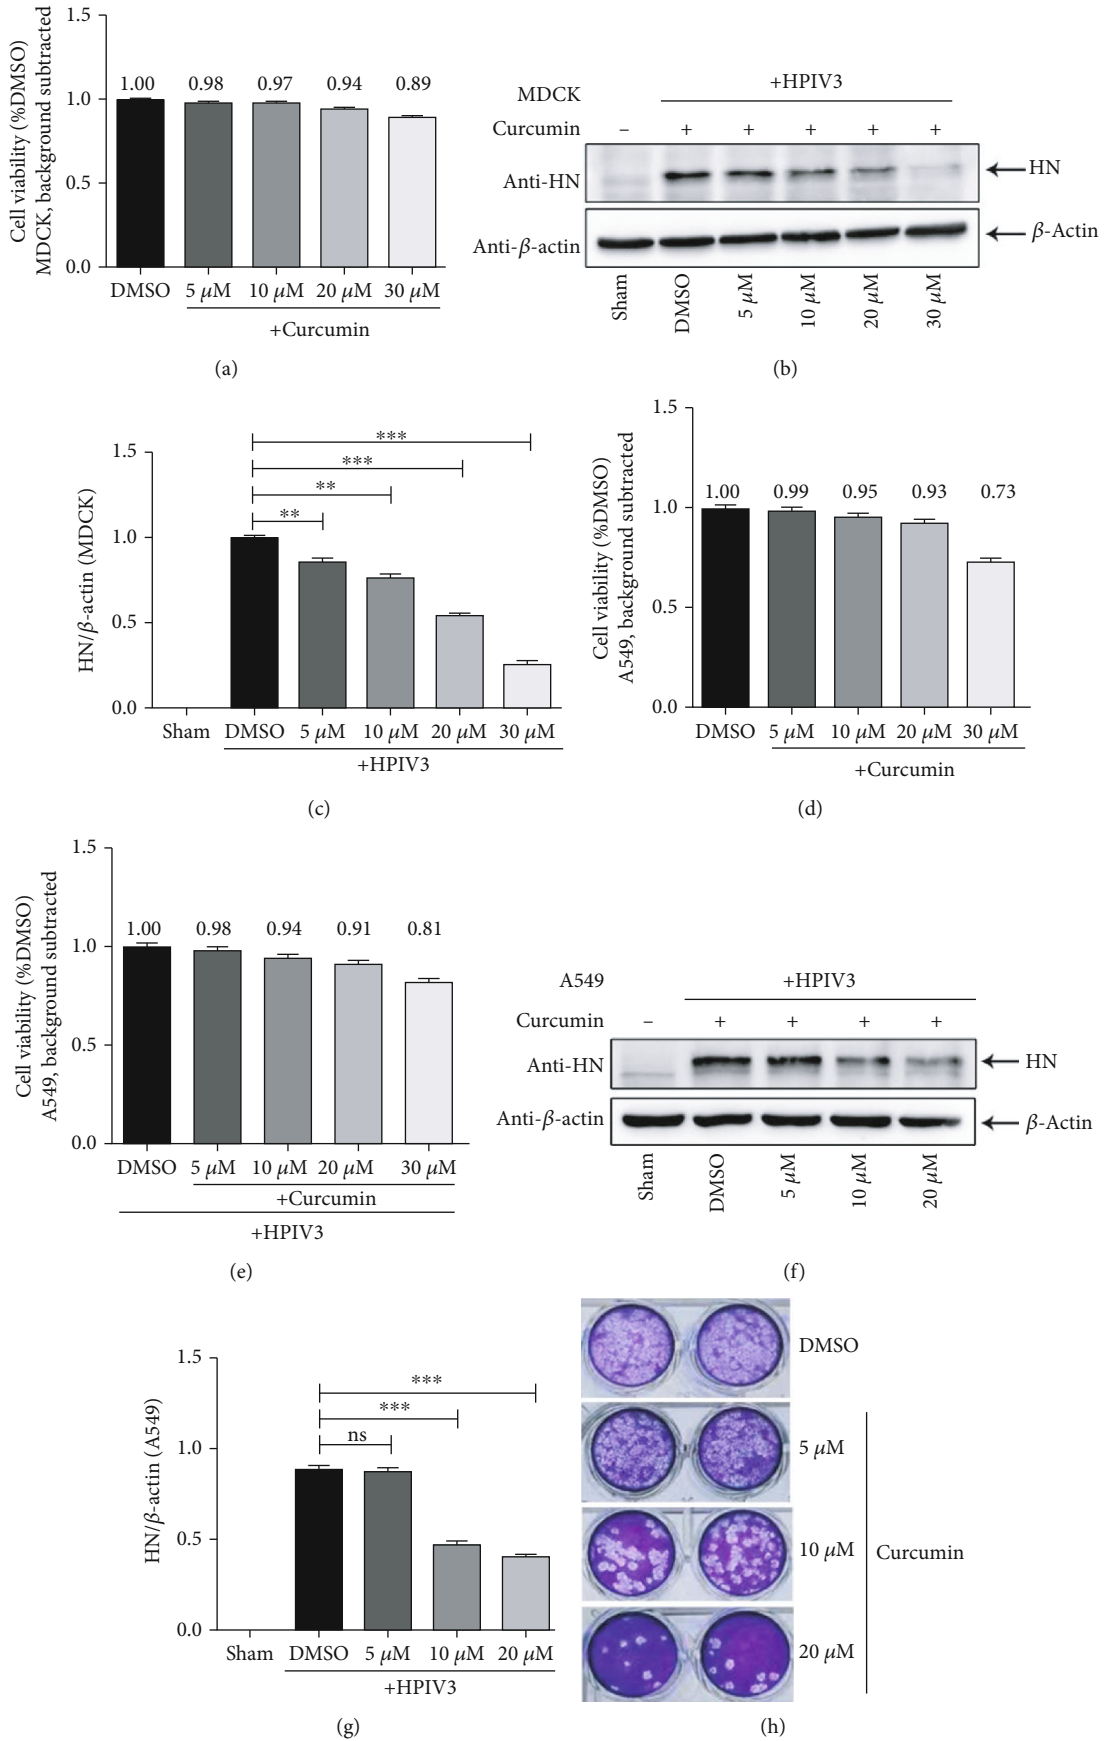 Cell viability (%DMSO)
MDCK, background subtracted
1.5
1.0
0.5
0.0
1.00 0.98 0.97 0.94 0.89
DMSO 5 μM 10 μM 20 μM 30 μM
+Curcumin
(a)
MDCK +HPIV3
Curcumin – + + + + +
Anti-HN HN
Anti-β-actin β-Actin
Sham DMSO 5 μM 10 μM 20 μM 30 μM
(b)
HN/β-actin (MDCK)
1.5
1.0
0.5
0.0
***
***
**
**
Sham DMSO 5 μM 10 μM 20 μM 30 μM
+HPIV3
(c)
Cell viability (%DMSO)
A549, background subtracted
1.5
1.0
0.5
0.0
1.00 0.99 0.95 0.93 0.73
DMSO 5 μM 10 μM 20 μM 30 μM
+Curcumin
(d)
Cell viability (%DMSO)
A549, background subtracted
1.5
1.0
0.5
0.0
1.00 0.98 0.94 0.91 0.81
DMSO 5 μM 10 μM 20 μM 30 μM
+Curcumin
+HPIV3
(e)
A549 +HPIV3
Curcumin – + + + +
Anti-HN HN
Anti-β-actin β-Actin
Sham DMSO 5 μM 10 μM 20 μM
(f)
HN/β-actin (A549)
1.5
1.0
0.5
0.0
***
***
ns
Sham DMSO 5 μM 10 μM 20 μM
+HPIV3
(g)
DMSO
5 μM
10 μM
20 μM
Curcumin
(h)